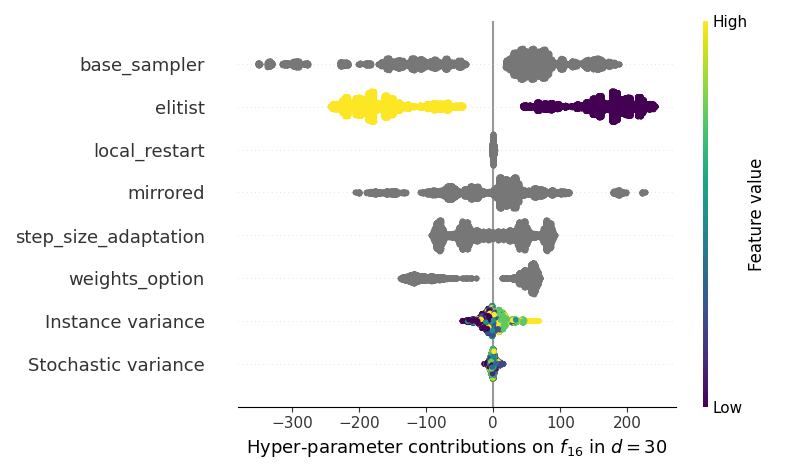 High
base_sampler
elitist
local_restart
mirrored
step_size_adaptation
weights_option
Instance variance
Stochastic variance
Feature value
Low
−300 −200 −100 0 100 200
Hyper-parameter contributions on f₁₆ in d = 30